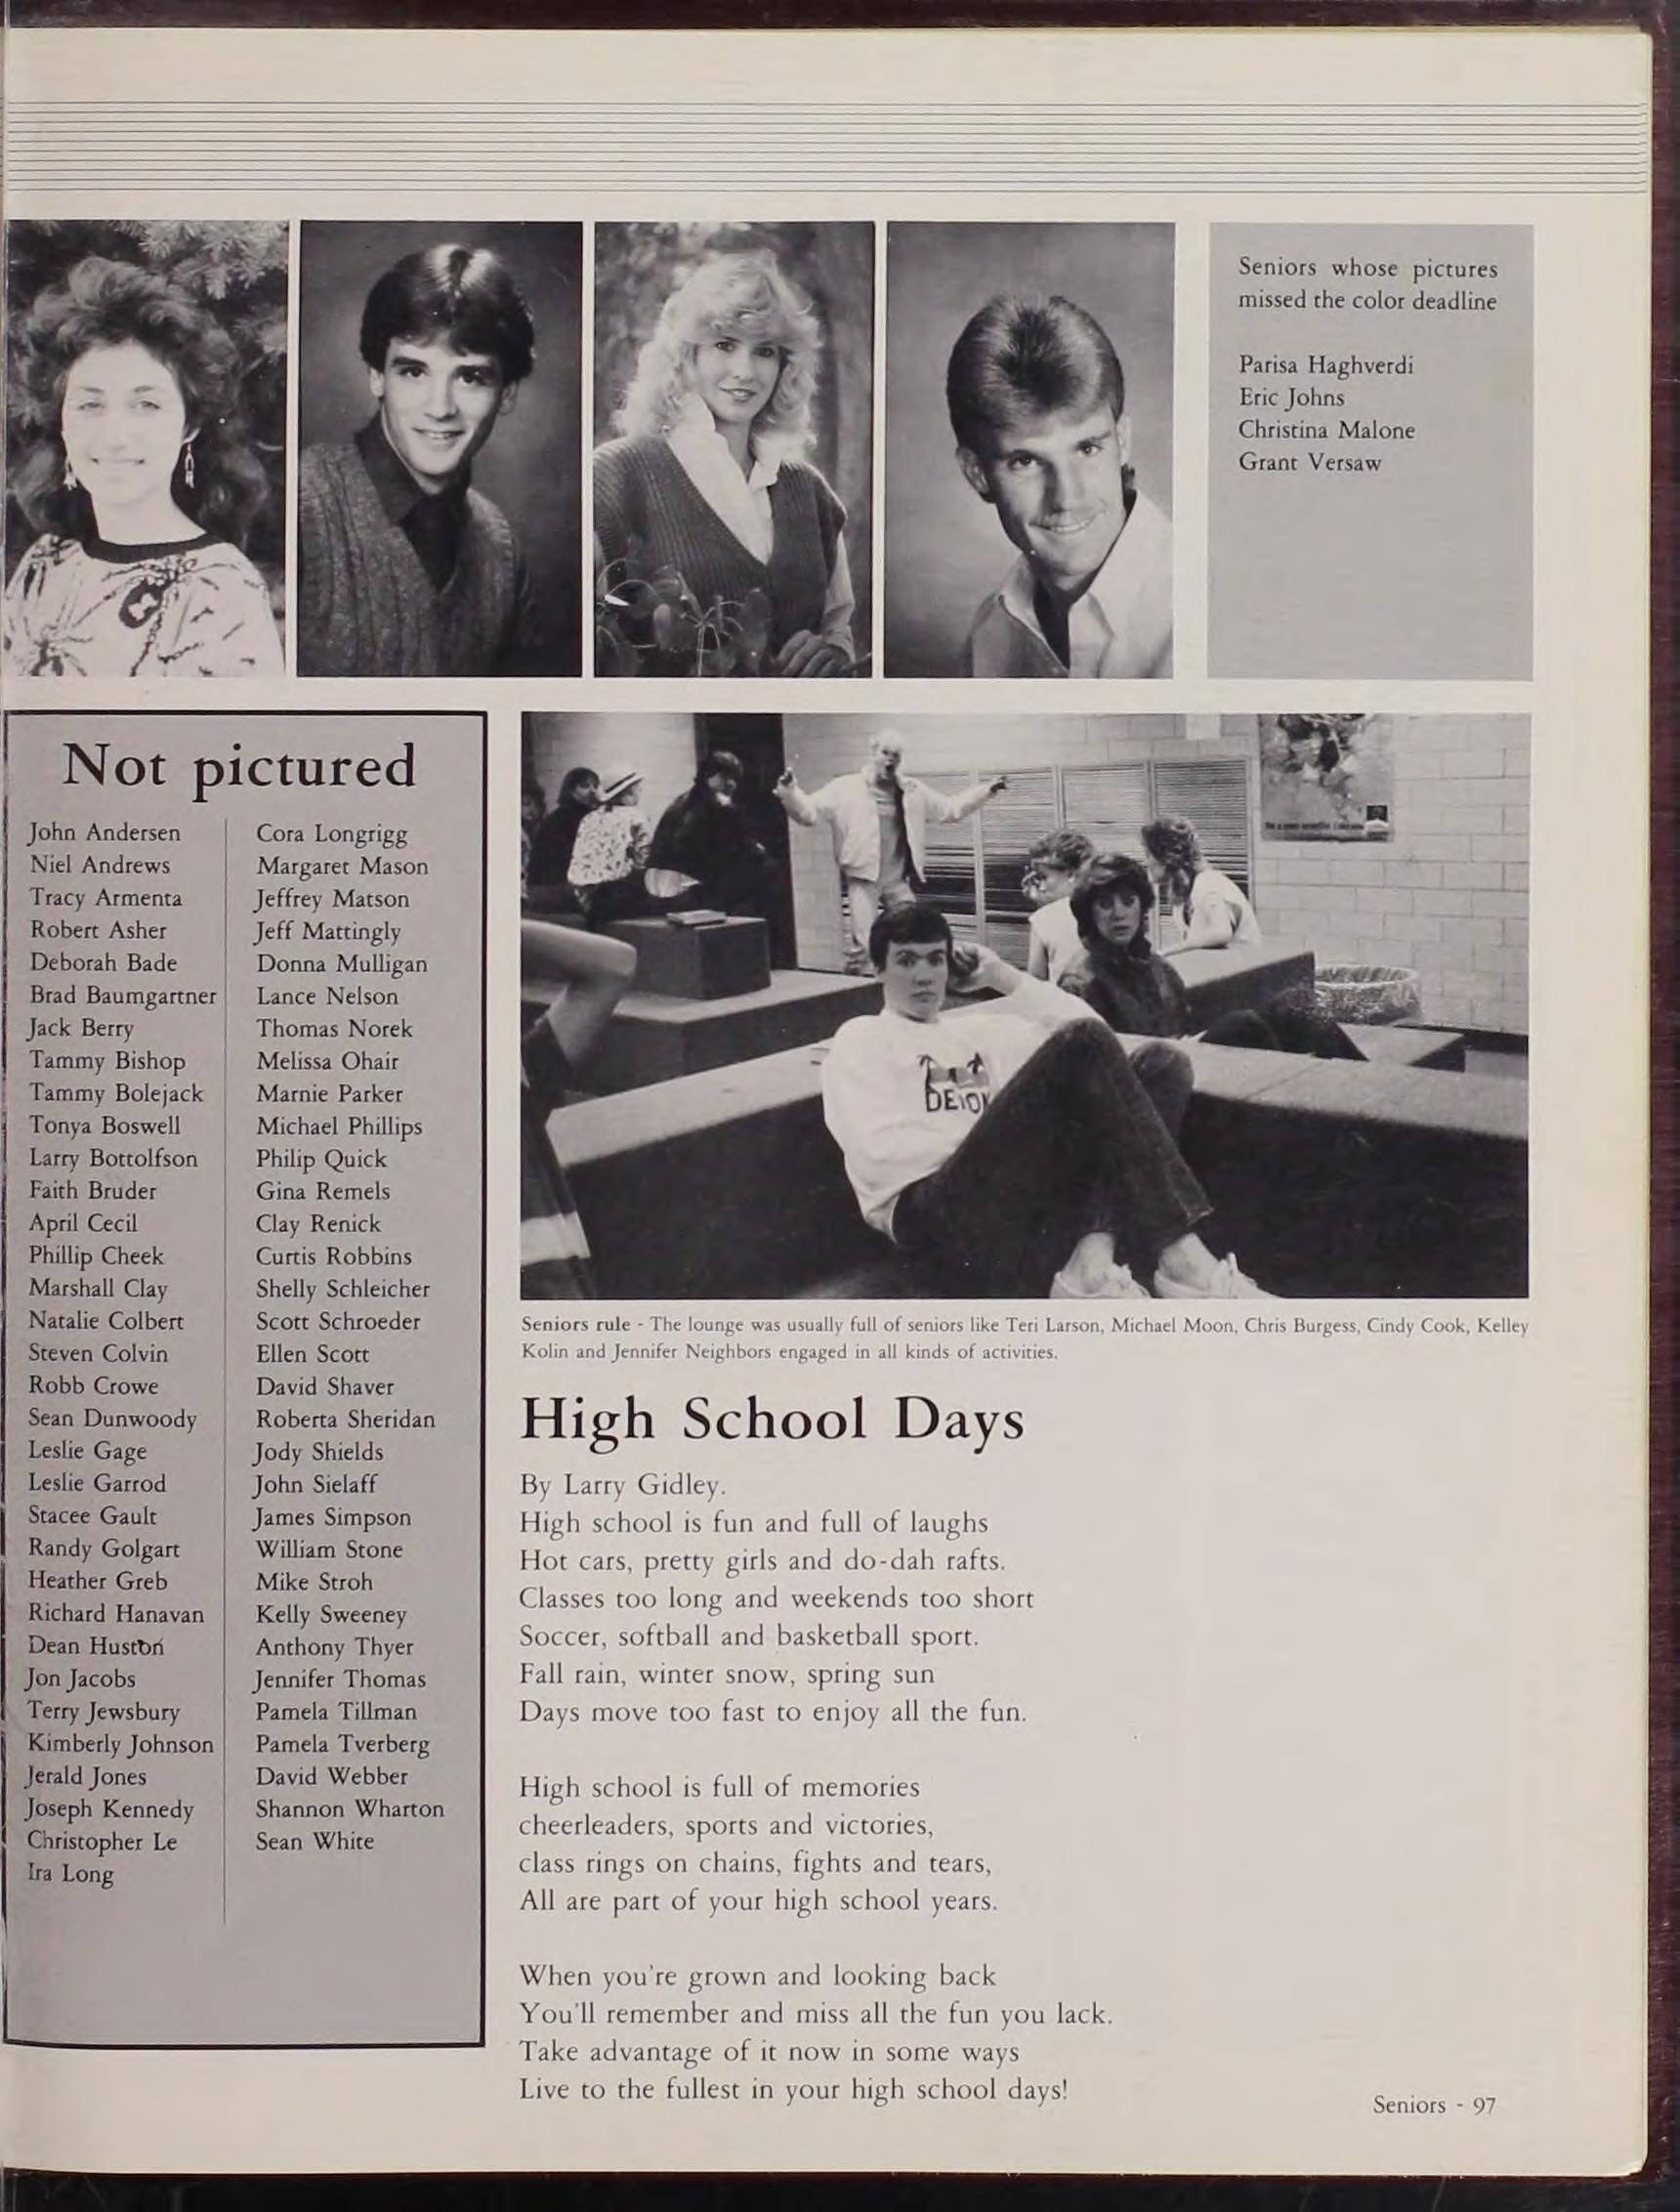 Seniors whose pictures
missed the color deadline
Parisa Haghverdi
Eric Johns
Christina Malone
Grant Versaw
Not pictured
John Andersen
Niel Andrews
Tracy Armenta
Robert Asher
Deborah Bade
Brad Baumgartner
Jack Berry
Tammy Bishop
Tammy Bolejack
Tonya Boswell
Larry Bottolfson
Faith Bruder
April Cecil
Phillip Cheek
Marshall Clay
Natalie Colbert
Steven Colvin
Robb Crowe
Sean Dunwoody
Leslie Gage
Leslie Garrod
Stacee Gault
Randy Golgart
Heather Greb
Richard Hanavan
Dean Huston
Jon Jacobs
Terry Jewsbury
Kimberly Johnson
Jerald Jones
Joseph Kennedy
Christopher Le
Ira Long
Cora Longrigg
Margaret Mason
Jeffrey Matson
Jeff Mattingly
Donna Mulligan
Lance Nelson
Thomas Norek
Melissa Ohair
Marnie Parker
Michael Phillips
Philip Quick
Gina Remels
Clay Renick
Curtis Robbins
Shelly Schleicher
Scott Schroeder
Ellen Scott
David Shaver
Roberta Sheridan
Jody Shields
John Sielaff
James Simpson
William Stone
Mike Stroh
Kelly Sweeney
Anthony Thyer
Jennifer Thomas
Pamela Tillman
Pamela Tverberg
David Webber
Shannon Wharton
Sean White
Seniors rule - The lounge was usually full of seniors like Teri Larson, Michael Moon, Chris Burgess, Cindy Cook, Kelley
Kolin and Jennifer Neighbors engaged in all kinds of activities.
High School Days
By Larry Gidley.
High school is fun and full of laughs
Hot cars, pretty girls and do-dah rafts.
Classes too long and weekends too short
Soccer, softball and basketball sport.
Fall rain, winter snow, spring sun
Days move too fast to enjoy all the fun.
High school is full of memories
cheerleaders, sports and victories,
class rings on chains, fights and tears,
All are part of your high school years.
When you're grown and looking back
You'll remember and miss all the fun you lack.
Take advantage of it now in some ways
Live to the fullest in your high school days!
Seniors - 97